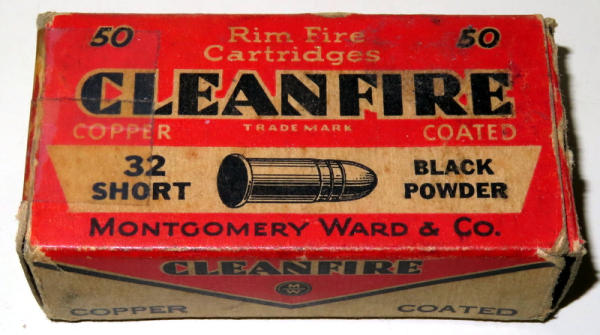 50 Rim Fire 50
Cartridges
CLEANFIRE
COPPER TRADE MARK COATED
32 BLACK
SHORT POWDER
MONTGOMERY WARD & CO.
CLEANFIRE
COPPER COATED